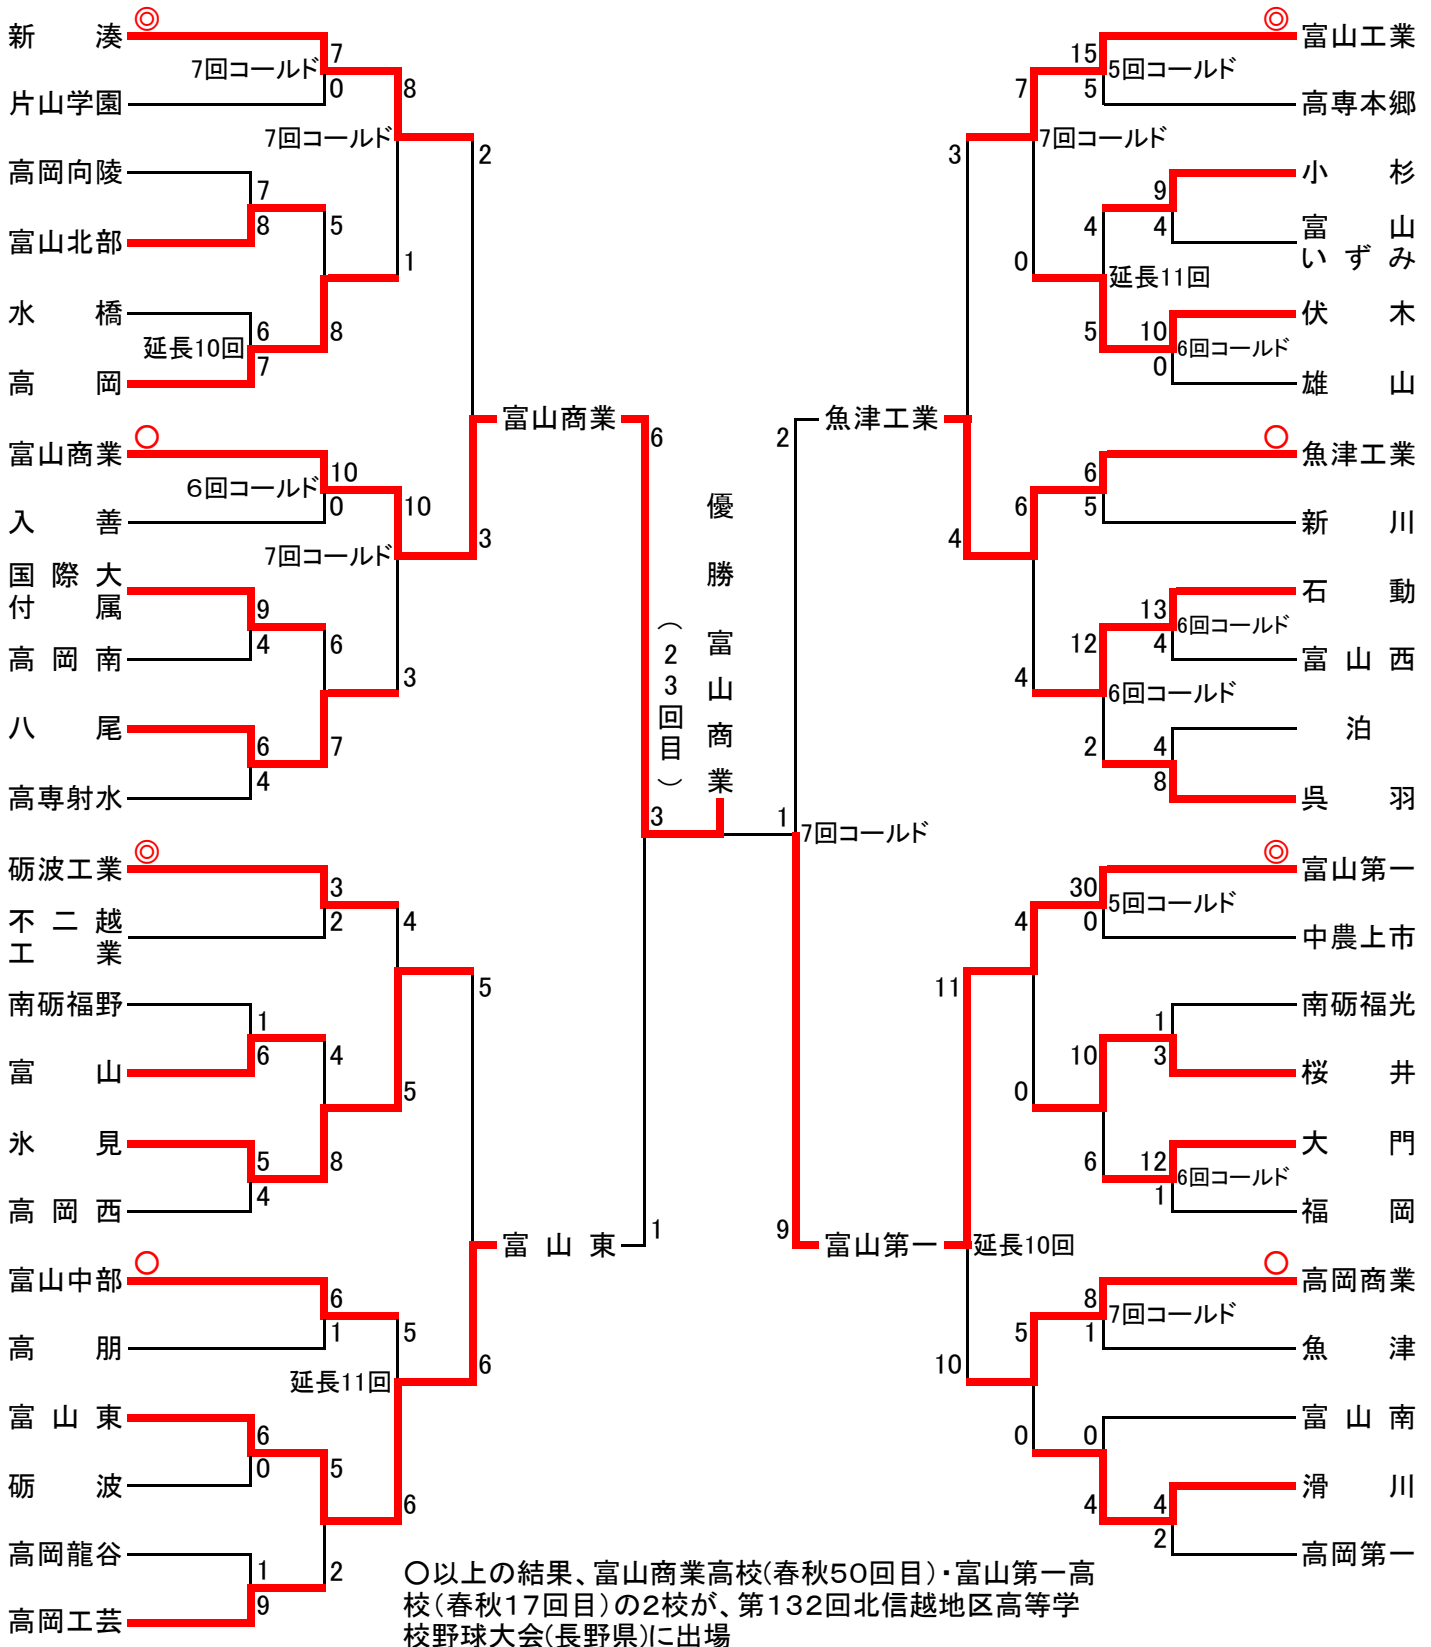 ◎
新湊
7
7回コールド
0
片山学園
8
7回コールド
高岡向陵
7
8
富山北部
5
1
水橋
6
延長10回
7
高岡
8
2
富山商業
○
富山商業
10
6回コールド
0
入善
10
7回コールド
3
国際大
付属
9
4
高岡南
6
3
八尾
6
4
高専射水
7
◎
砺波工業
3
2
不二越
工業
4
5
南砺福野
1
6
富山
4
5
氷見
5
4
高岡西
8
富山東
○
富山中部
6
1
高朋
5
延長11回
6
富山東
6
0
砺波
5
6
高岡龍谷
1
9
高岡工芸
2
6
3
1
優勝 富山商業
(23回目)
2
1
7回コールド
9
◎
富山工業
15
5回コールド
5
高専本郷
7
7回コールド
3
小杉
9
4
富山
いずみ
4
0
延長11回
伏木
10
6回コールド
0
雄山
5
魚津工業
○
魚津工業
6
5
新川
6
4
石動
13
6回コールド
4
富山西
12
4
6回コールド
泊
4
8
呉羽
2
◎
富山第一
30
5回コールド
0
中農上市
4
11
南砺福光
1
3
桜井
10
0
大門
12
6回コールド
1
福岡
6
富山第一
延長10回
○
高岡商業
8
7回コールド
1
魚津
5
10
富山南
0
0
滑川
4
2
高岡第一
4
○以上の結果、富山商業高校(春秋50回目)・富山第一高
校(春秋17回目)の2校が、第132回北信越地区高等学
校野球大会(長野県)に出場